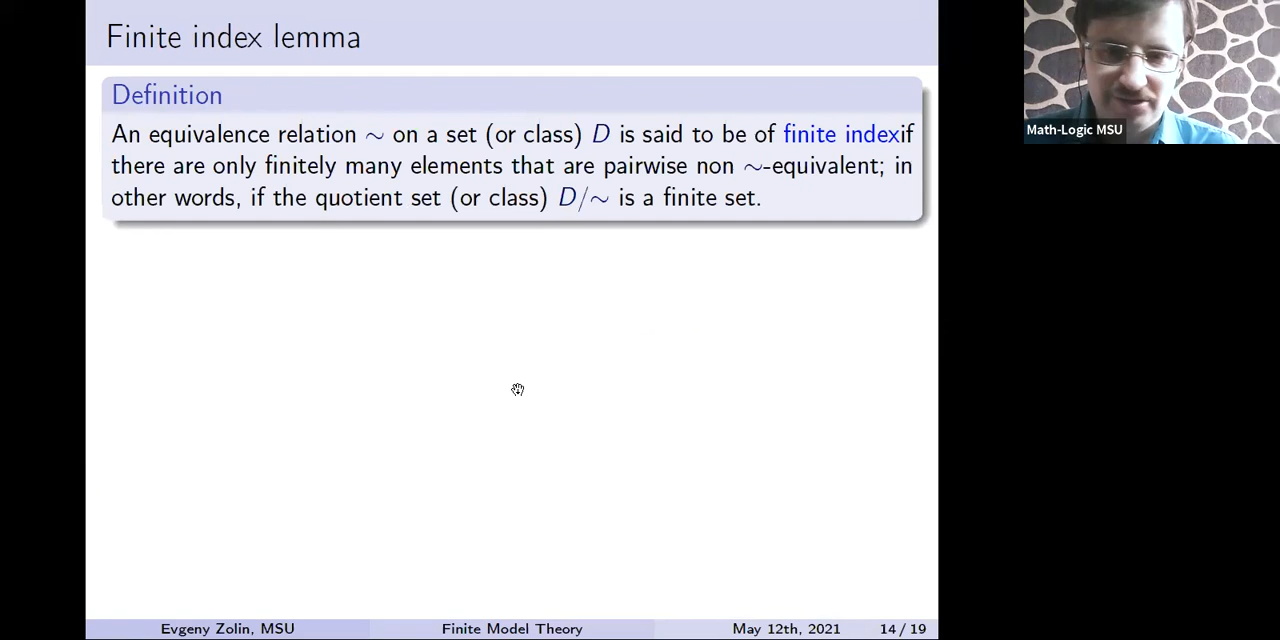 Finite index lemma
Definition
An equivalence relation ∼ on a set (or class) D is said to be of finite indexif
there are only finitely many elements that are pairwise non ∼-equivalent; in
other words, if the quotient set (or class) D/∼ is a finite set.
Math-Logic MSU
Evgeny Zolin, MSU Finite Model Theory May 12th, 2021 14 / 19